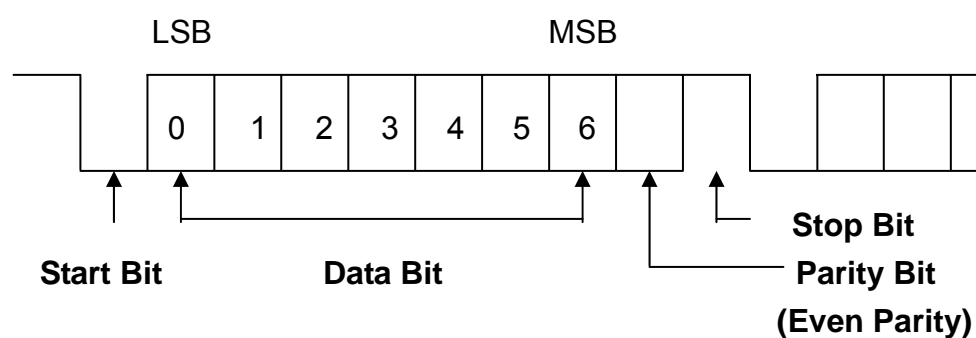 LSB MSB
0 1 2 3 4 5 6
Stop Bit
Start Bit Data Bit Parity Bit
(Even Parity)